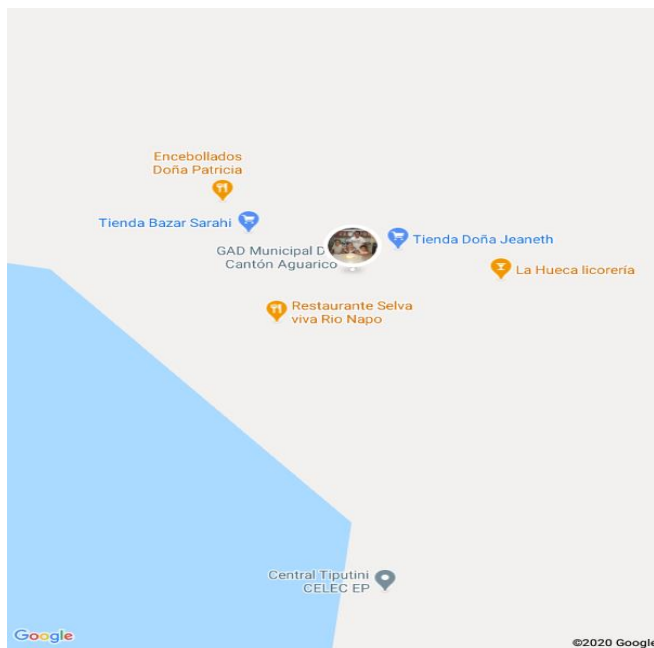 Encebollados
Doña Patricia
Tienda Bazar Sarahi
GAD Municipal D
Cantón Aguarico
Tienda Doña Jeaneth
La Hueca licorería
Restaurante Selva
viva Rio Napo
Central Tiputini
CELEC EP
Google
©2020 Google